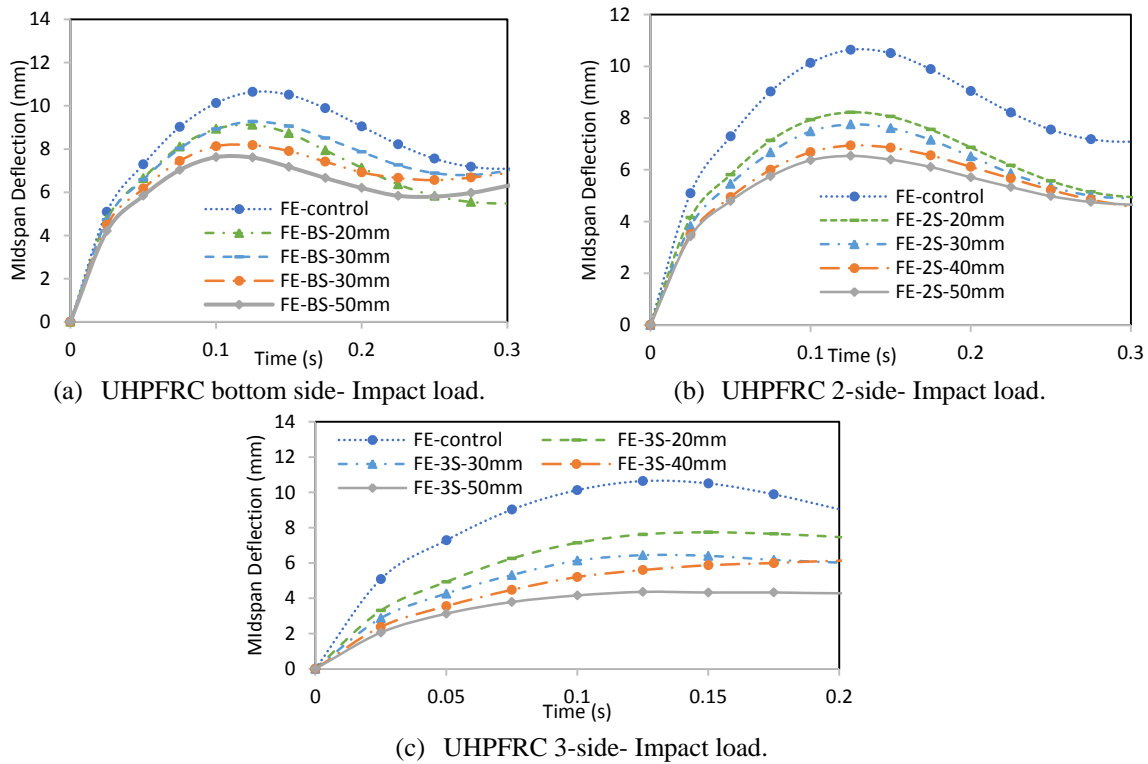 14
12
10
8
6
4
2
0
MIdspan Deflection (mm)
FE-control
FE-BS-20mm
FE-BS-30mm
FE-BS-30mm
FE-BS-50mm
0 0.1 0.2 0.3
Time (s)
(a) UHPFRC bottom side- Impact load.
12
10
8
6
4
2
0
MIdspan Deflection (mm)
FE-control
FE-2S-20mm
FE-2S-30mm
FE-2S-40mm
FE-2S-50mm
0 0.1 0.2 0.3
Time (s)
(b) UHPFRC 2-side- Impact load.
14
12
10
8
6
4
2
0
MIdspan Deflection (mm)
FE-control FE-3S-20mm
FE-3S-30mm FE-3S-40mm
FE-3S-50mm
0 0.05 0.1 0.15 0.2
Time (s)
(c) UHPFRC 3-side- Impact load.